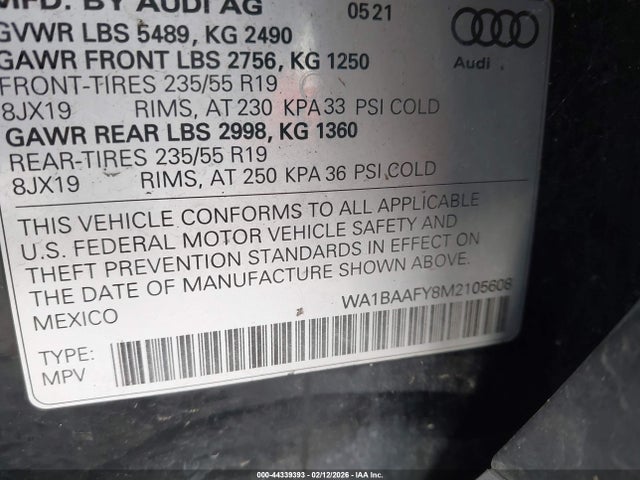 MFD. BY AUDI AG 0521
GVWR LBS 5489, KG 2490
GAWR FRONT LBS 2756, KG 1250
Audi
FRONT-TIRES 235/55 R19
8JX19 RIMS, AT 230 KPA 33 PSI COLD
GAWR REAR LBS 2998, KG 1360
REAR-TIRES 235/55 R19
8JX19 RIMS, AT 250 KPA 36 PSI COLD
THIS VEHICLE CONFORMS TO ALL APPLICABLE
U.S. FEDERAL MOTOR VEHICLE SAFETY AND
THEFT PREVENTION STANDARDS IN EFFECT ON
THE DATE OF MANUFACTURE SHOWN ABOVE.
MEXICO WA1BAAFY8M2105608
TYPE:
MPV
000-44339393 - 02/12/2026 - IAA Inc.